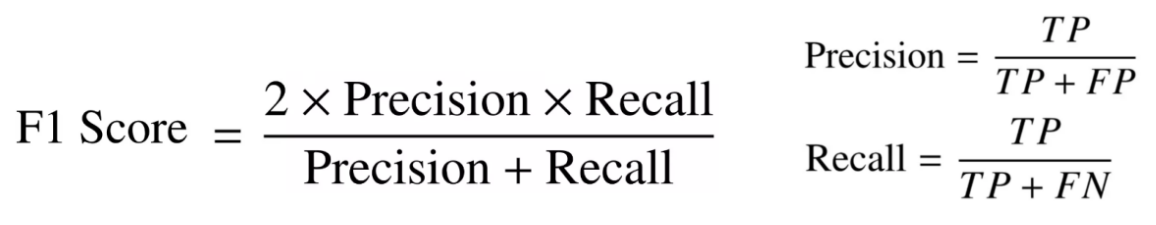 F1 Score = 2 × Precision × Recall / Precision + Recall
Precision = TP / TP + FP
Recall = TP / TP + FN